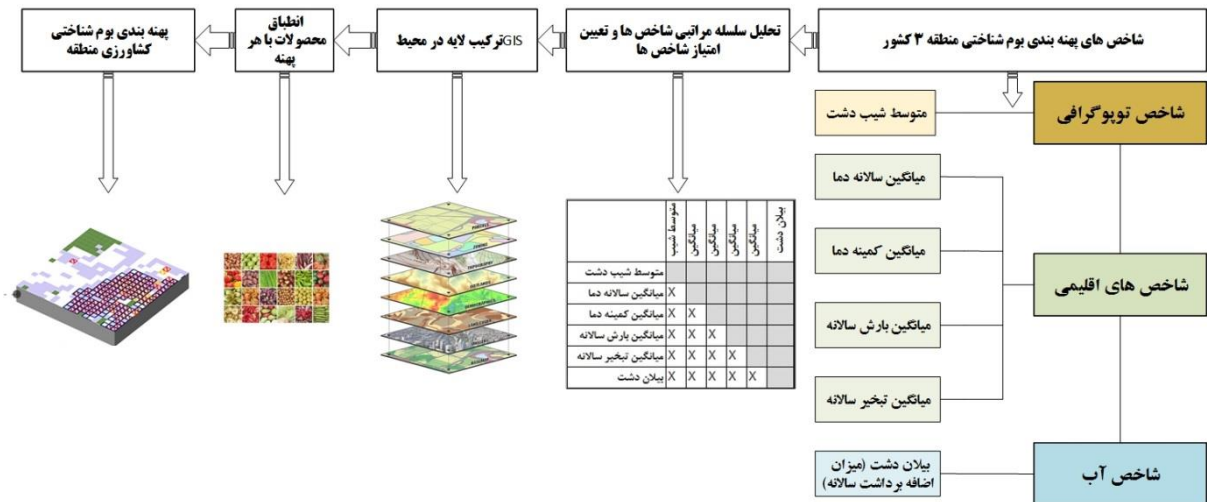 شاخص های پهنه بندی بوم شناختی منطقه ۳ کشور
تحلیل سلسله مراتبی شاخص ها و تعیین
امتیاز شاخص ها
ترکیب لایه در محیط GIS
انطباق
محصولات با هر
پهنه
پهنه بندی بوم شناختی
کشاورزی منطقه
شاخص توپوگرافی
متوسط شیب دشت
شاخص های اقلیمی
میانگین سالانه دما
میانگین کمینه دما
میانگین بارش سالانه
میانگین تبخیر سالانه
شاخص آب
بیلان دشت (میزان
اضافه برداشت سالانه)
متوسط شیب
میانگین
میانگین
میانگین
میانگین
بیلان دشت
متوسط شیب دشت
میانگین سالانه دما X
میانگین کمینه دما X X
میانگین بارش سالانه X X X
میانگین تبخیر سالانه X X X X
بیلان دشت X X X X X